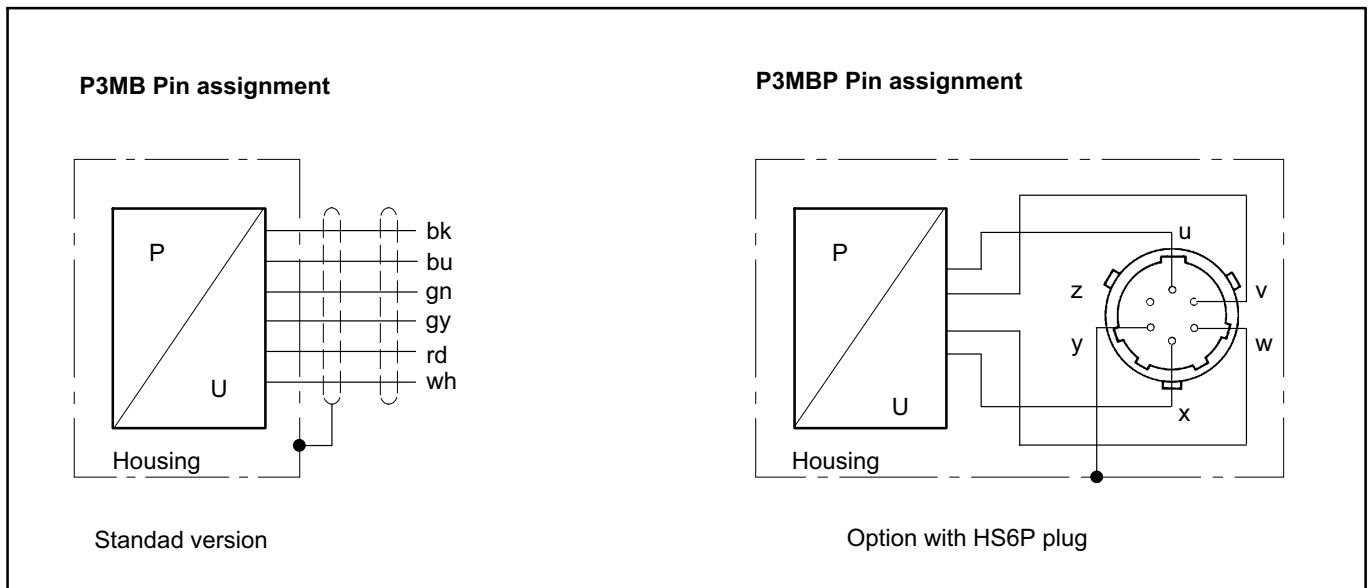 P3MB Pin assignment
P
U
bk
bu
gn
gy
rd
wh
Housing
Standad version
P3MBP Pin assignment
P
U
u
z
v
y
w
x
Housing
Option with HS6P plug